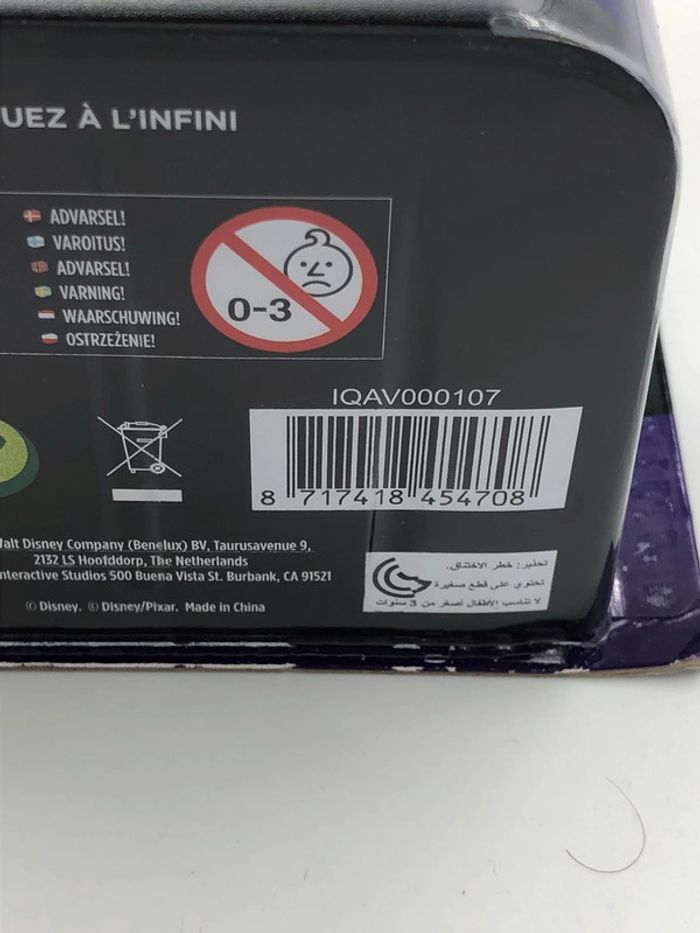 UEZ À L'INFINI
ADVARSEL!
VAROITUS!
ADVARSEL!
VARNING!
WAARSCHUWING!
OSTRZEŻENIE!
0-3
IQAV000107
8 717418 454708
alt Disney Company (Benelux) BV, Taurusavenue 9,
2132 LS Hoofddorp, The Netherlands
nteractive Studios 500 Buena Vista St. Burbank, CA 91521
© Disney. © Disney/Pixar. Made in China
تحذير: خطر الاختناق.
تحتوي على قطع صغيرة
لا تناسب الأطفال أصغر من 3 سنوات